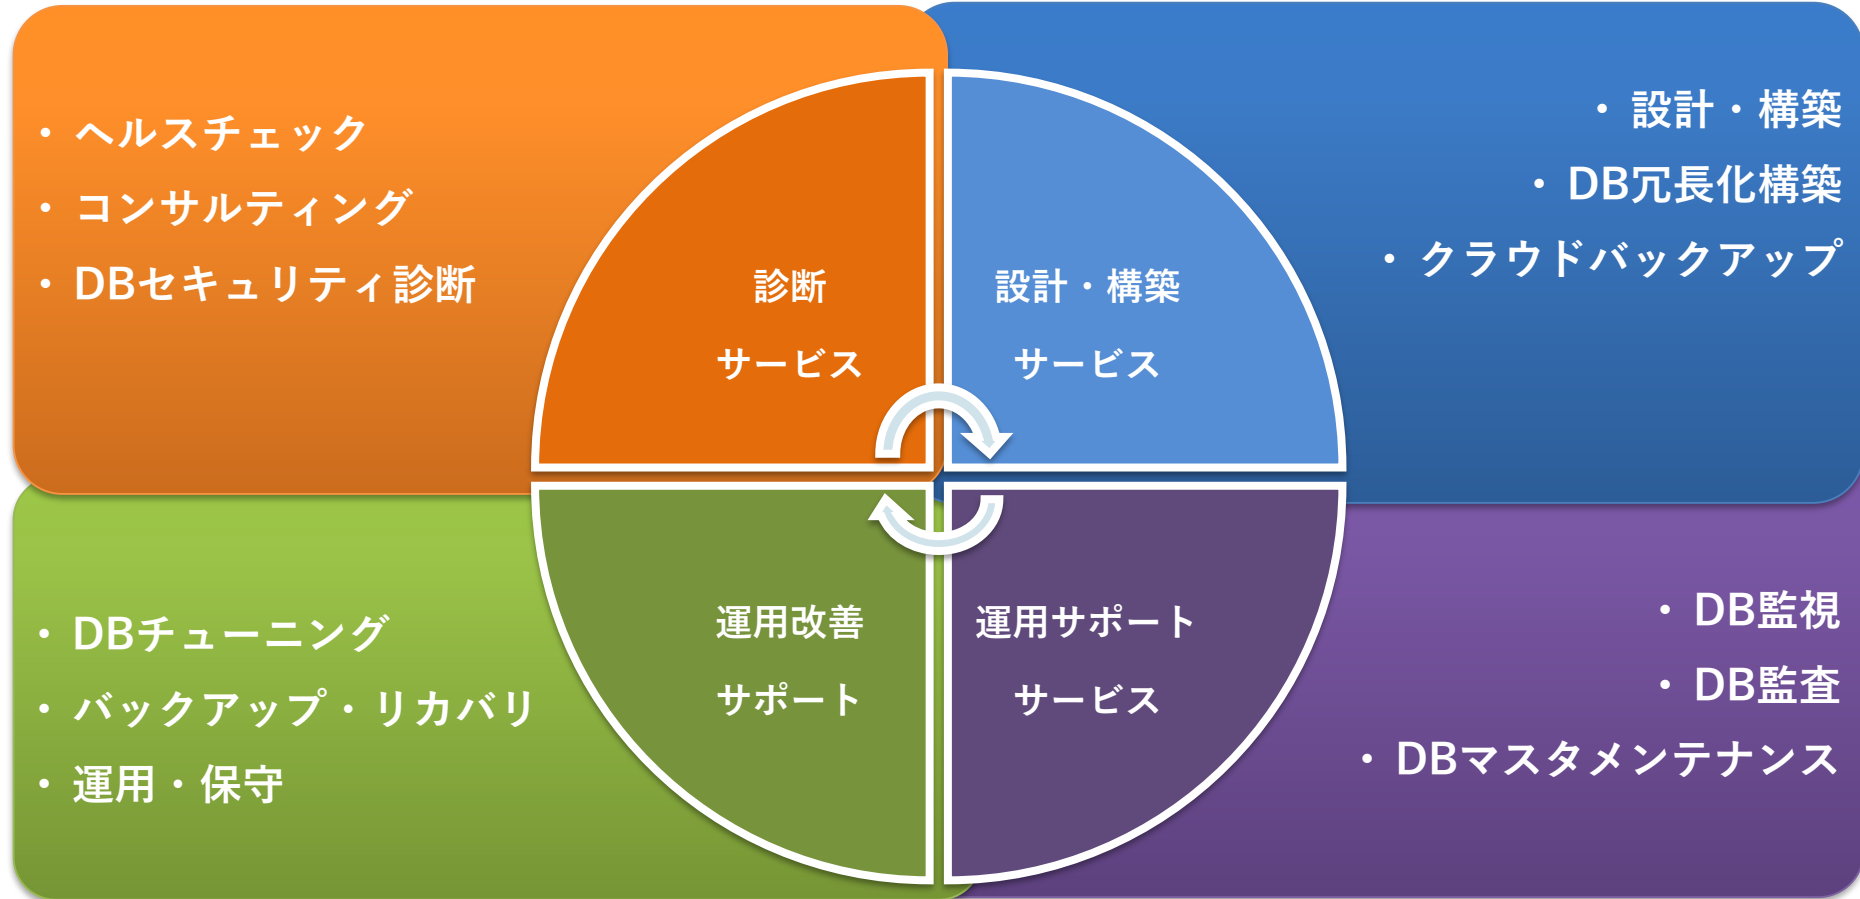 ・ ヘルスチェック
・ コンサルティング
・ DBセキュリティ診断
診断
サービス
設計・構築
サービス
・ 設計・構築
・ DB冗長化構築
・ クラウドバックアップ
・ DBチューニング
・ バックアップ・リカバリ
・ 運用・保守
運用改善
サポート
運用サポート
サービス
・ DB監視
・ DB監査
・ DBマスタメンテナンス